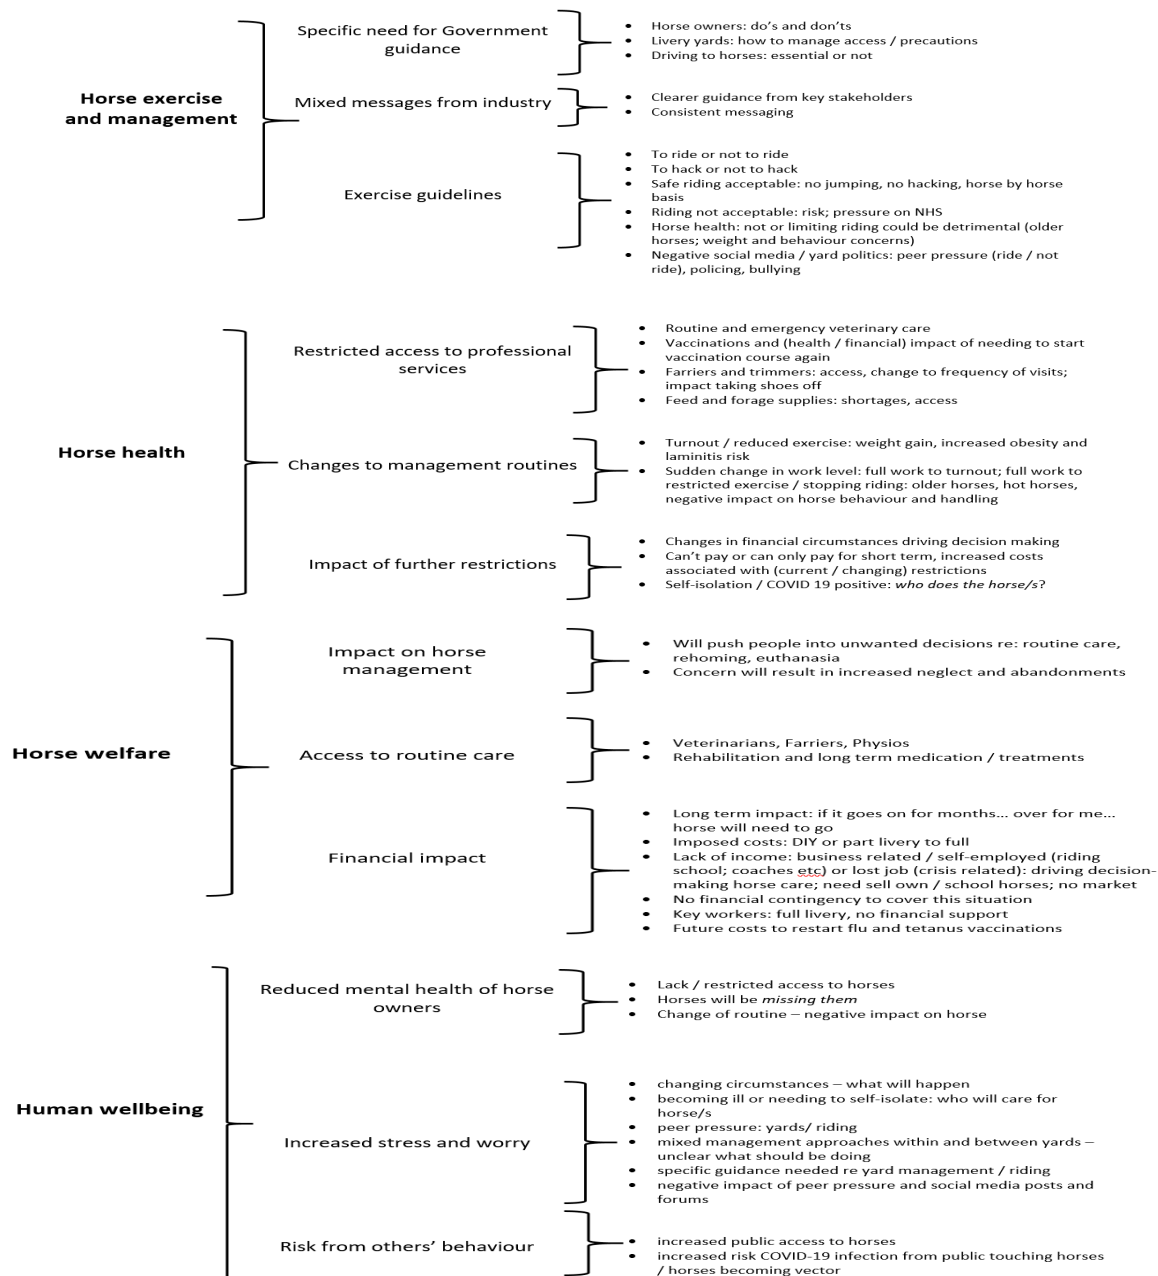 Horse exercise
and management
Specific need for Government
guidance
• Horse owners: do’s and don’ts
• Livery yards: how to manage access / precautions
• Driving to horses: essential or not
Mixed messages from industry
• Clearer guidance from key stakeholders
• Consistent messaging
Exercise guidelines
• To ride or not to ride
• To hack or not to hack
• Safe riding acceptable: no jumping, no hacking, horse by horse
basis
• Riding not acceptable: risk; pressure on NHS
• Horse health: not or limiting riding could be detrimental (older
horses; weight and behaviour concerns)
• Negative social media / yard politics: peer pressure (ride / not
ride), policing, bullying
Horse health
Restricted access to professional
services
• Routine and emergency veterinary care
• Vaccinations and (health / financial) impact of needing to start
vaccination course again
• Farriers and trimmers: access, change to frequency of visits;
impact taking shoes off
• Feed and forage supplies: shortages, access
Changes to management routines
• Turnout / reduced exercise: weight gain, increased obesity and
laminitis risk
• Sudden change in work level: full work to turnout; full work to
restricted exercise / stopping riding: older horses, hot horses,
negative impact on horse behaviour and handling
Impact of further restrictions
• Changes in financial circumstances driving decision making
• Can’t pay or can only pay for short term, increased costs
associated with (current / changing) restrictions
• Self-isolation / COVID 19 positive: who does the horse/s?
Horse welfare
Impact on horse
management
• Will push people into unwanted decisions re: routine care,
rehoming, euthanasia
• Concern will result in increased neglect and abandonments
Access to routine care
• Veterinarians, Farriers, Physios
• Rehabilitation and long term medication / treatments
Financial impact
• Long term impact: if it goes on for months... over for me...
horse will need to go
• Imposed costs: DIY or part livery to full
• Lack of income: business related / self-employed (riding
school; coaches etc) or lost job (crisis related): driving decision-
making horse care; need sell own / school horses; no market
• No financial contingency to cover this situation
• Key workers: full livery, no financial support
• Future costs to restart flu and tetanus vaccinations
Human wellbeing
Reduced mental health of horse
owners
• Lack / restricted access to horses
• Horses will be missing them
• Change of routine – negative impact on horse
Increased stress and worry
• changing circumstances – what will happen
• becoming ill or needing to self-isolate: who will care for
horse/s
• peer pressure: yards/ riding
• mixed management approaches within and between yards –
unclear what should be doing
• specific guidance needed re yard management / riding
• negative impact of peer pressure and social media posts and
forums
Risk from others’ behaviour
• increased public access to horses
• increased risk COVID-19 infection from public touching horses
/ horses becoming vector